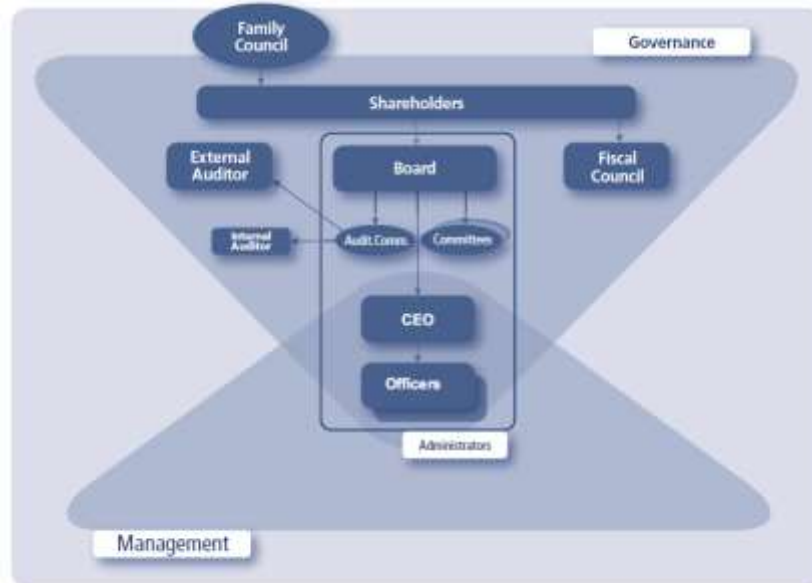 Family
Council
Governance
Shareholders
External
Auditor
Board
Fiscal
Council
Internal
Auditor
Audit.Comm.
Committees
CEO
Officers
Administrators
Management